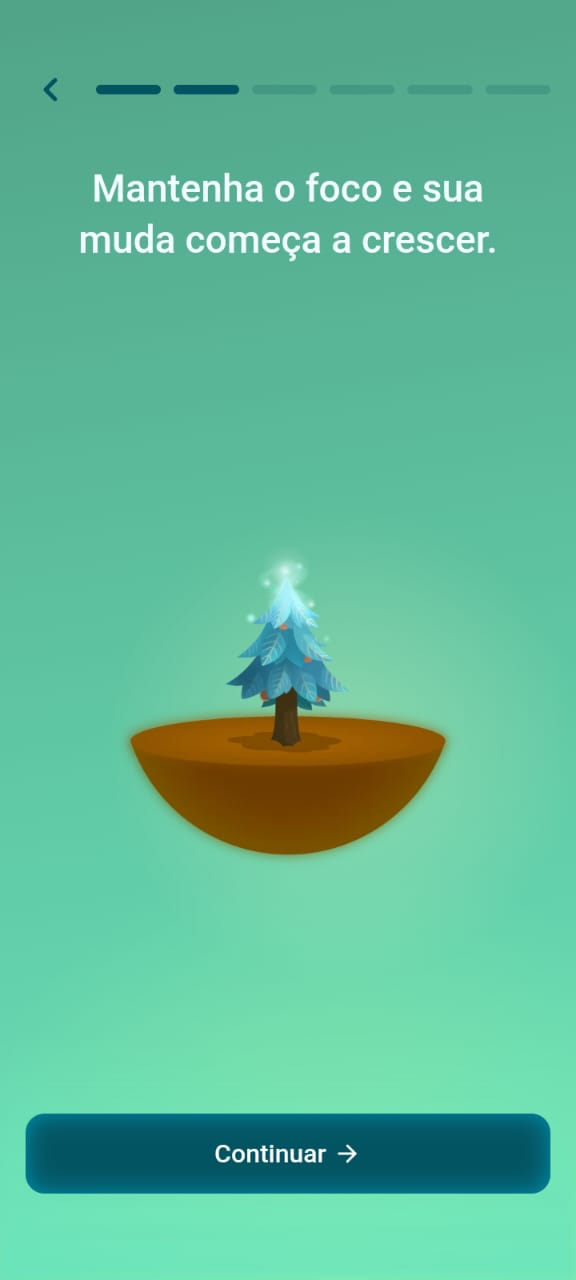 Mantenha o foco e sua
muda começa a crescer.
Continuar →